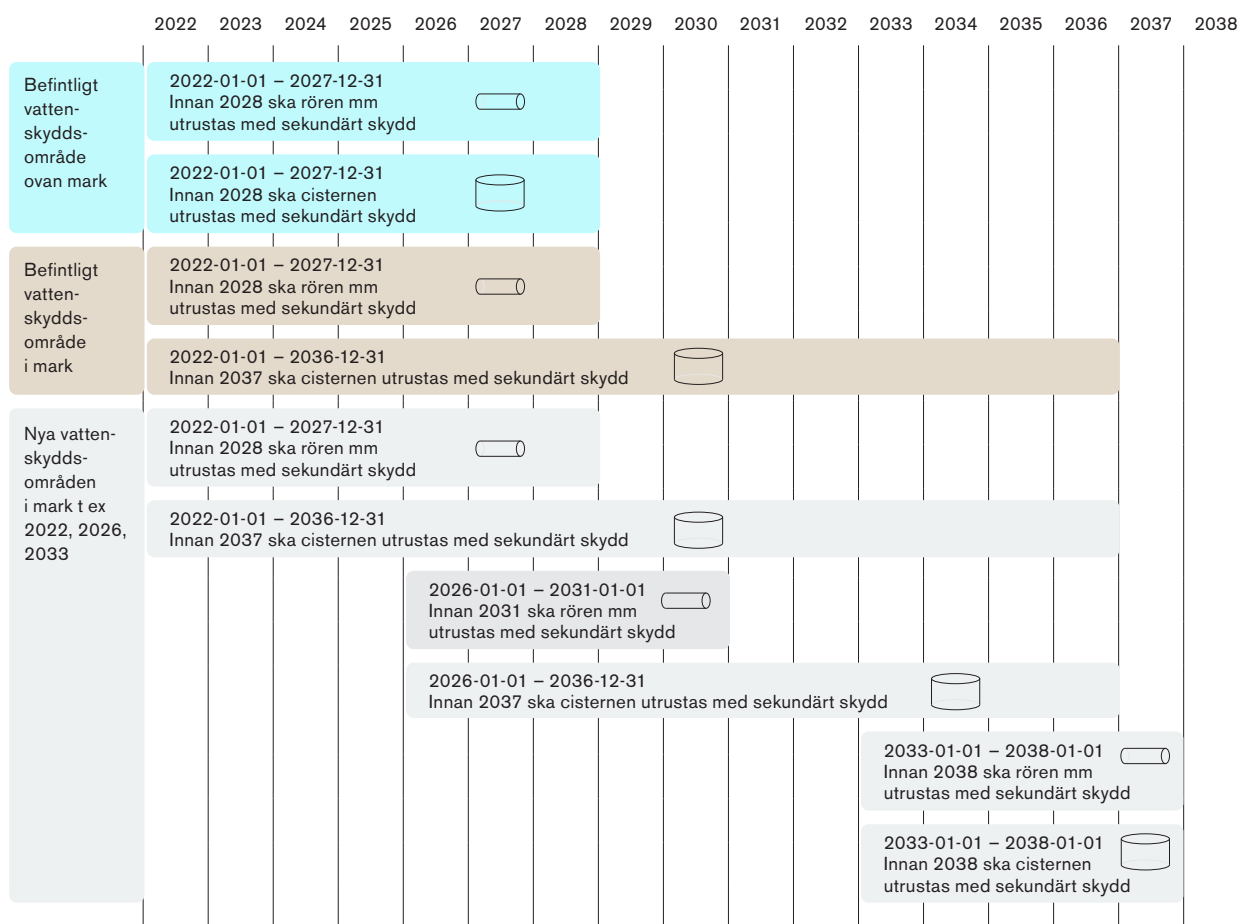 2022 2023 2024 2025 2026 2027 2028 2029 2030 2031 2032 2033 2034 2035 2036 2037 2038
Befintligt
vatten-
skydds-
område
ovan mark
2022-01-01 – 2027-12-31
Innan 2028 ska rören mm
utrustas med sekundärt skydd
2022-01-01 – 2027-12-31
Innan 2028 ska cisternen
utrustas med sekundärt skydd
Befintligt
vatten-
skydds-
område
i mark
2022-01-01 – 2027-12-31
Innan 2028 ska rören mm
utrustas med sekundärt skydd
2022-01-01 – 2036-12-31
Innan 2037 ska cisternen utrustas med sekundärt skydd
Nya vatten-
skydds-
områden
i mark t ex
2022, 2026,
2033
2022-01-01 – 2027-12-31
Innan 2028 ska rören mm
utrustas med sekundärt skydd
2022-01-01 – 2036-12-31
Innan 2037 ska cisternen utrustas med sekundärt skydd
2026-01-01 – 2031-01-01
Innan 2031 ska rören mm
utrustas med sekundärt skydd
2026-01-01 – 2036-12-31
Innan 2037 ska cisternen utrustas med sekundärt skydd
2033-01-01 – 2038-01-01
Innan 2038 ska rören mm
utrustas med sekundärt skydd
2033-01-01 – 2038-01-01
Innan 2038 ska cisternen
utrustas med sekundärt skydd